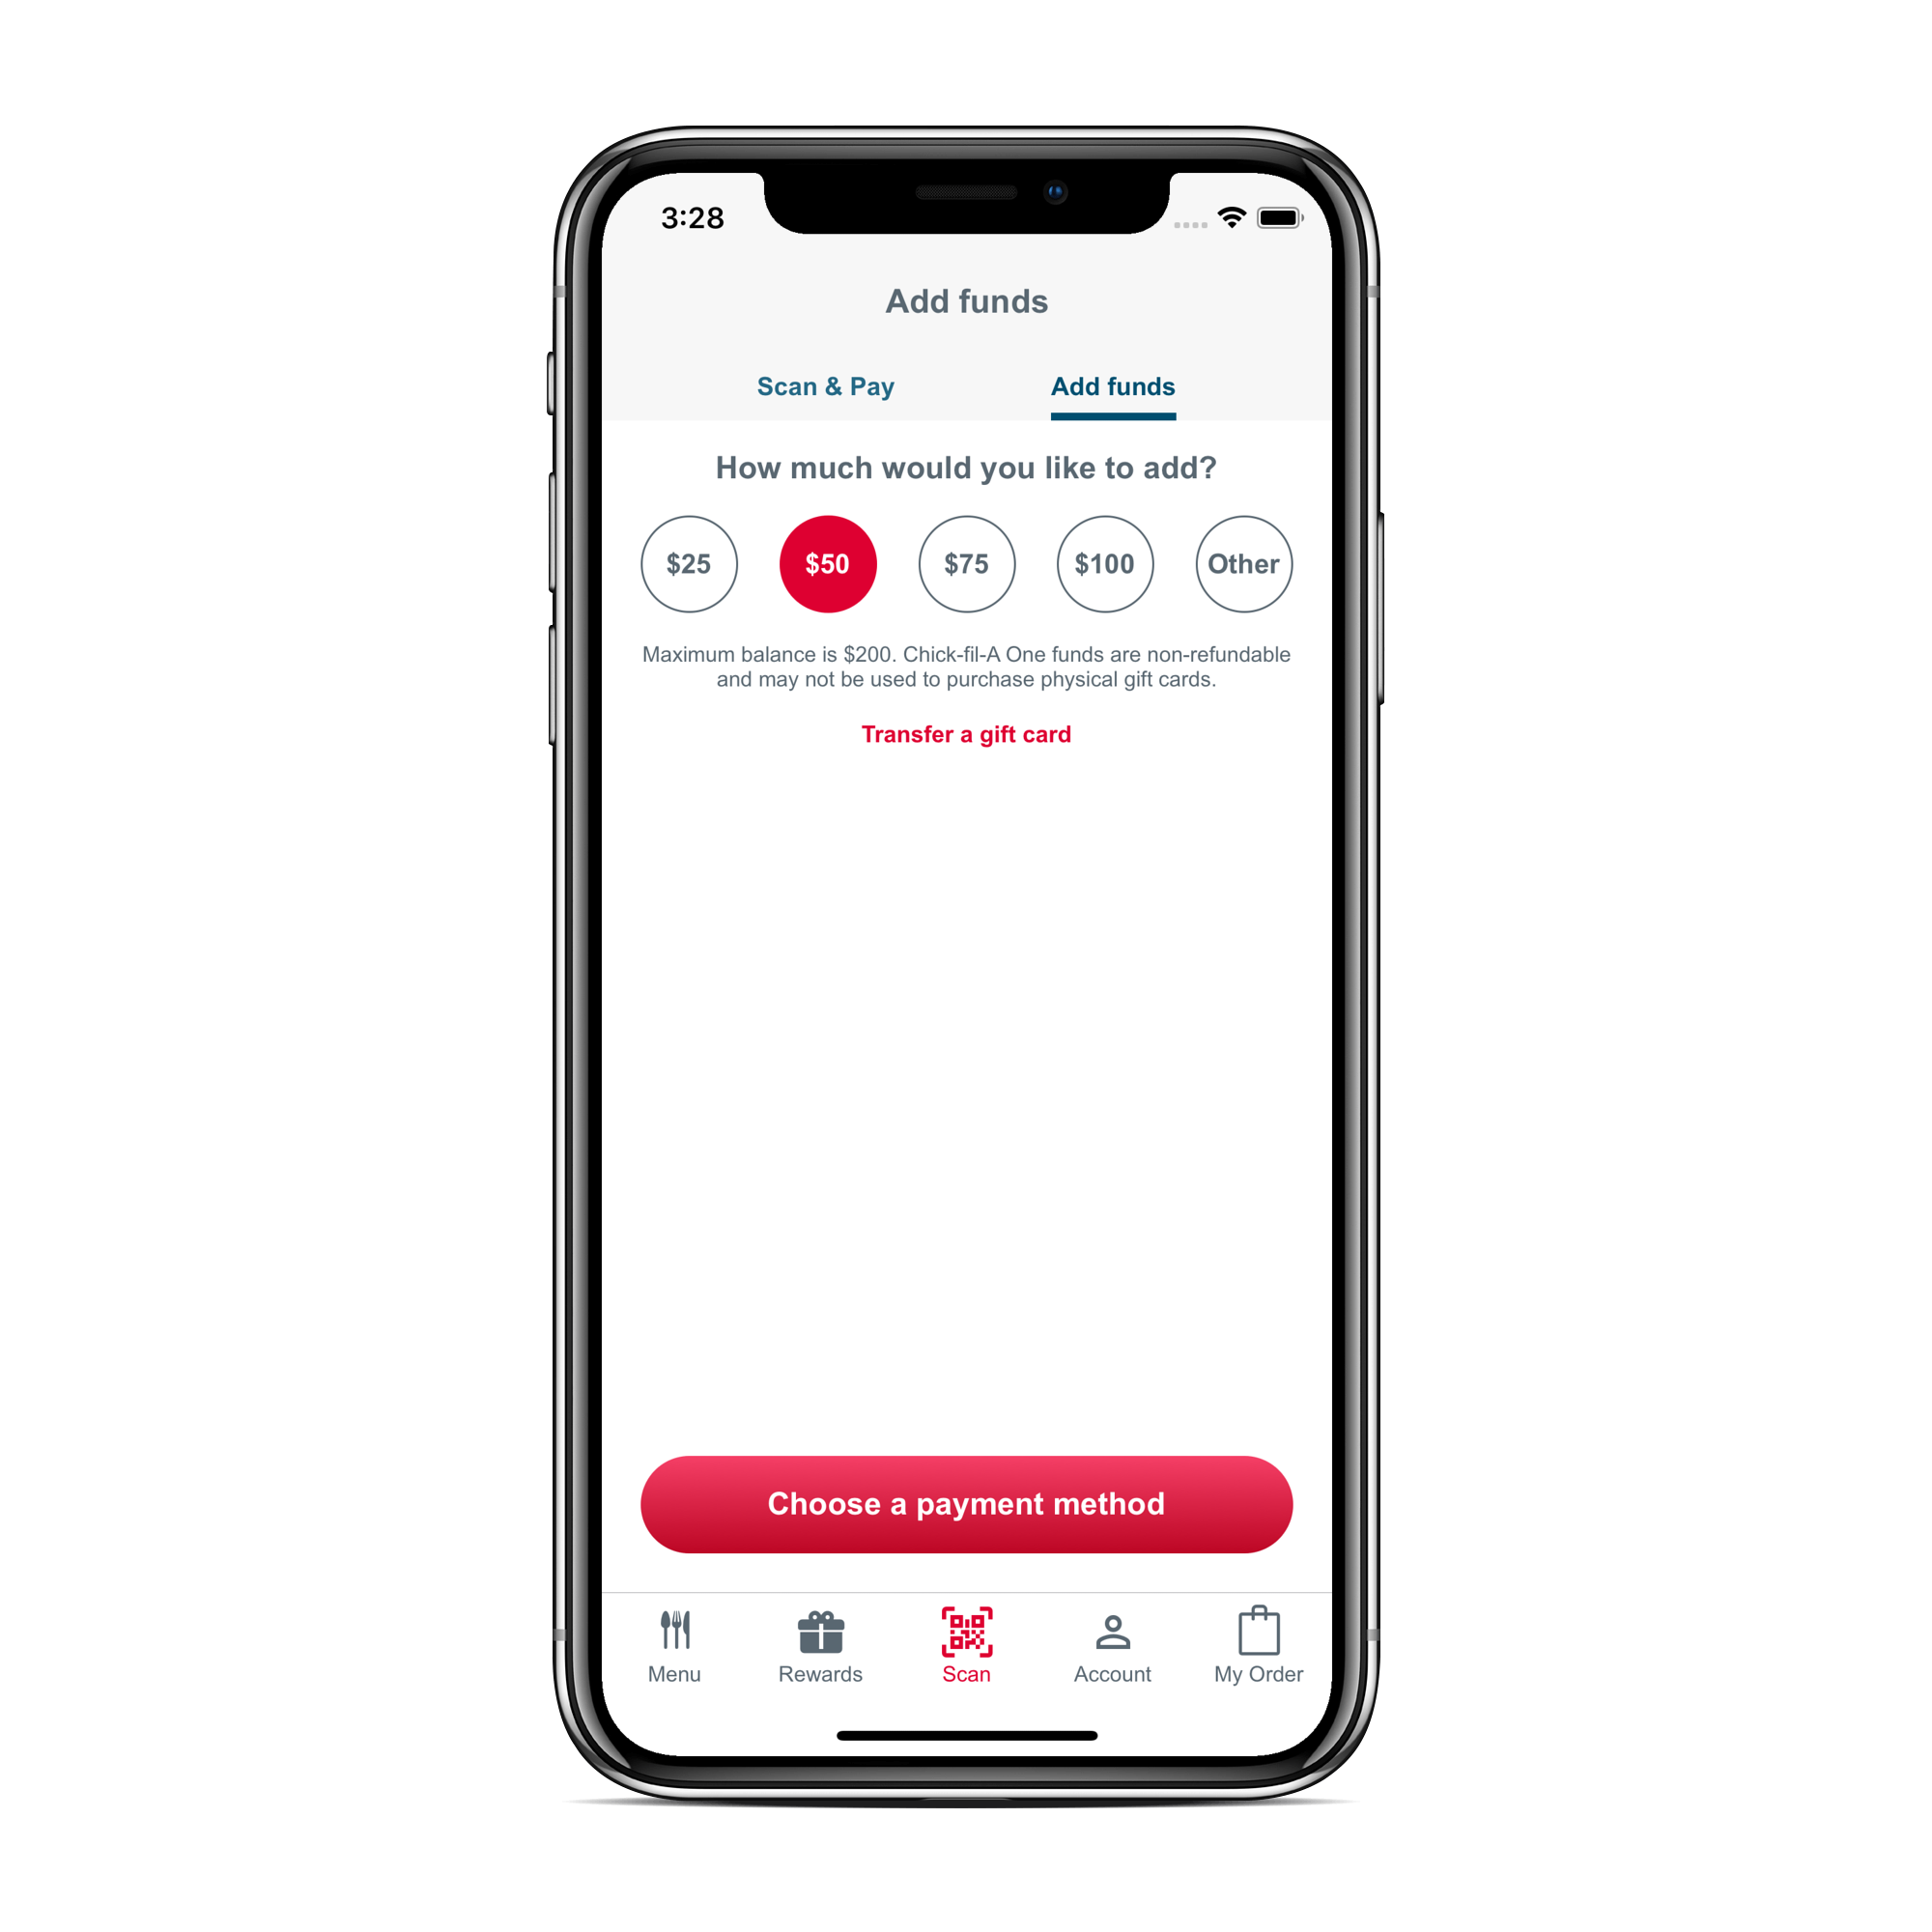 3:28
Add funds
Scan & Pay
Add funds
How much would you like to add?
$25
$50
$75
$100
Other
Maximum balance is $200. Chick-fil-A One funds are non-refundable
and may not be used to purchase physical gift cards.
Transfer a gift card
Choose a payment method
Menu
Rewards
Scan
Account
My Order